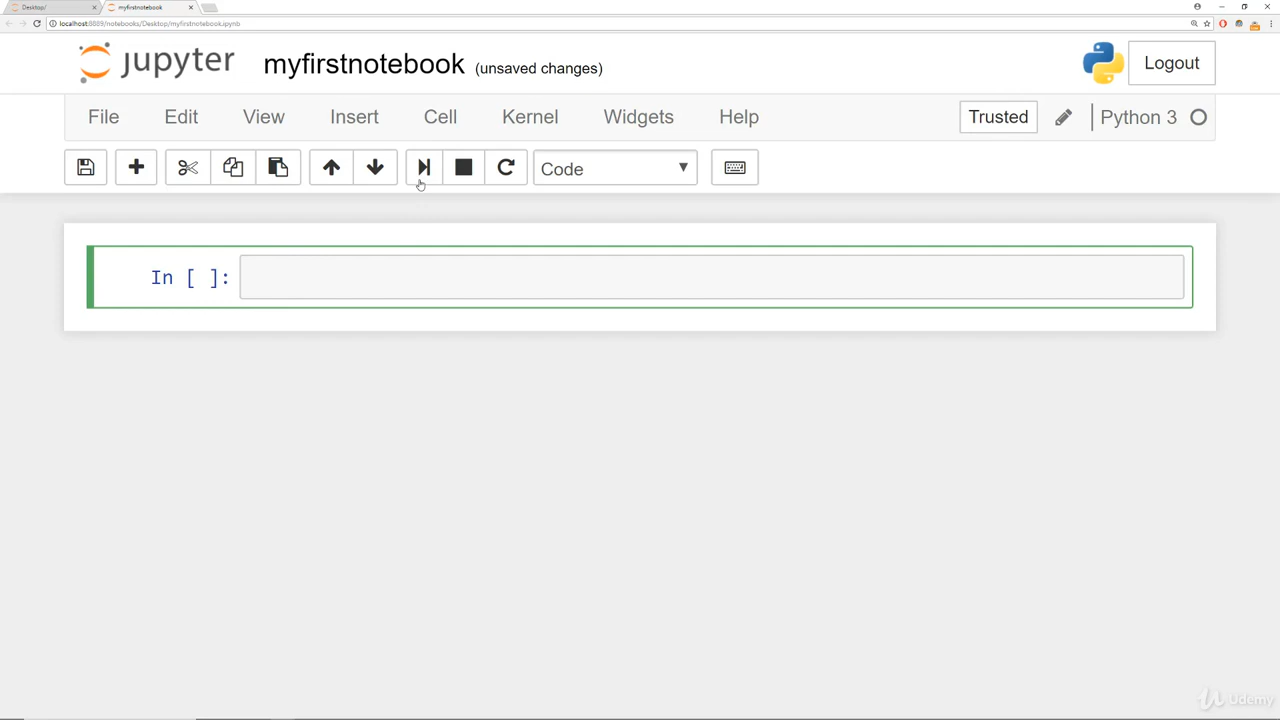 Desktop/
myfirstnotebook
localhost:8889/notebooks/Desktop/myfirstnotebook.ipynb
jupyter
myfirstnotebook (unsaved changes)
Logout
File Edit View Insert Cell Kernel Widgets Help
Trusted
Python 3
Code
In [ ]:
Udemy